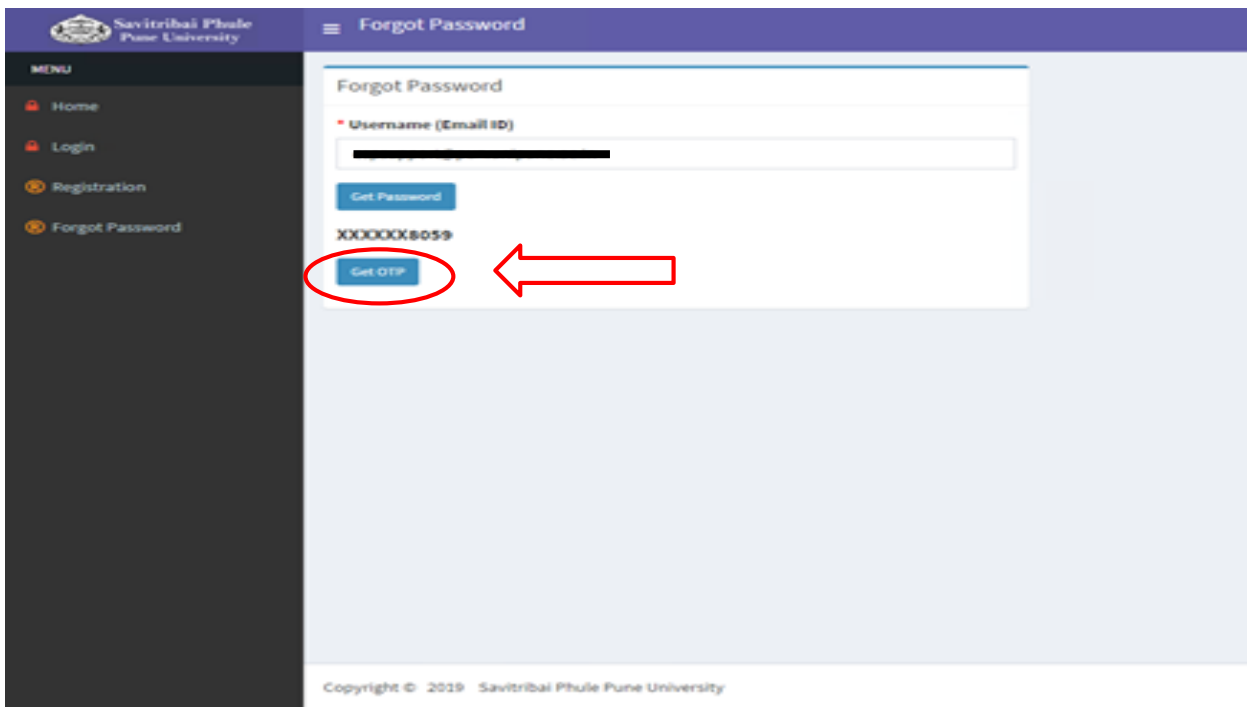 Savitribai Phule
Pune University
Forgot Password
MENU
Home
Login
Registration
Forgot Password
Forgot Password
* Username (Email ID)
Get Password
XXXXXX8059
Get OTP
Copyright © 2019 Savitribai Phule Pune University